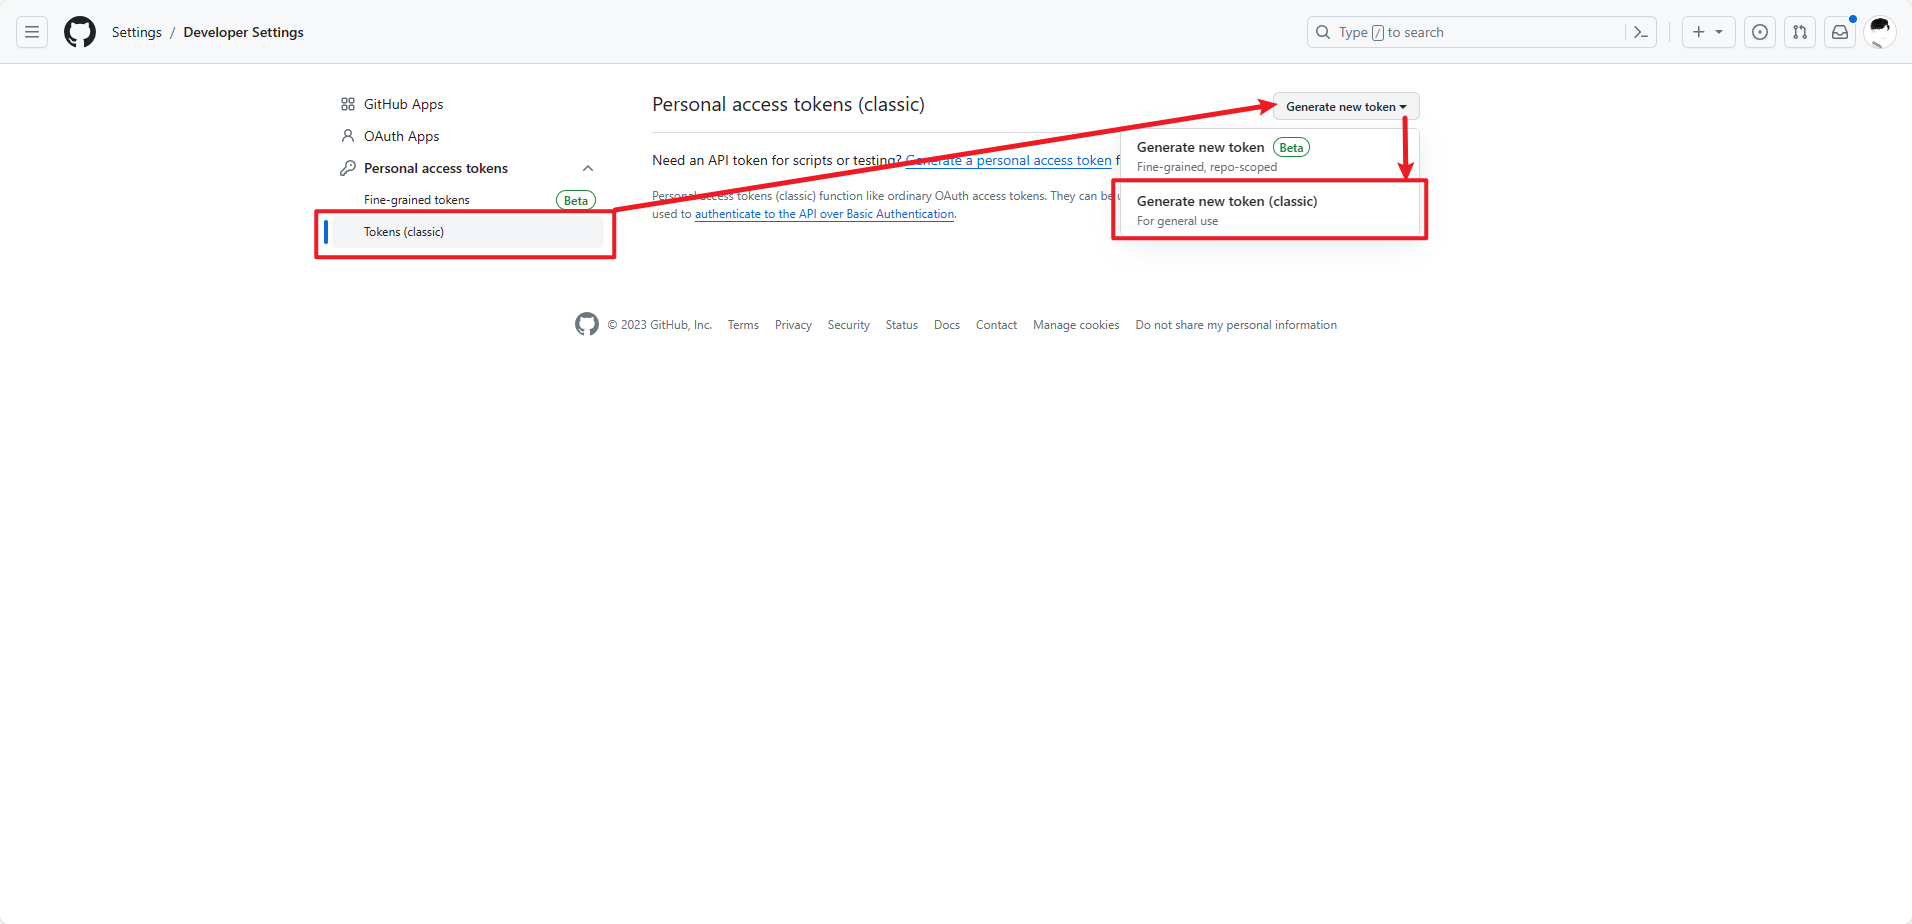 Settings / Developer Settings
Type / to search
GitHub Apps
OAuth Apps
Personal access tokens
Fine-grained tokens Beta
Tokens (classic)
Personal access tokens (classic)
Generate new token
Need an API token for scripts or testing? Generate a personal access token f
Personal access tokens (classic) function like ordinary OAuth access tokens. They can be u
used to authenticate to the API over Basic Authentication.
Generate new token Beta
Fine-grained, repo-scoped
Generate new token (classic)
For general use
© 2023 GitHub, Inc. Terms Privacy Security Status Docs Contact Manage cookies Do not share my personal information